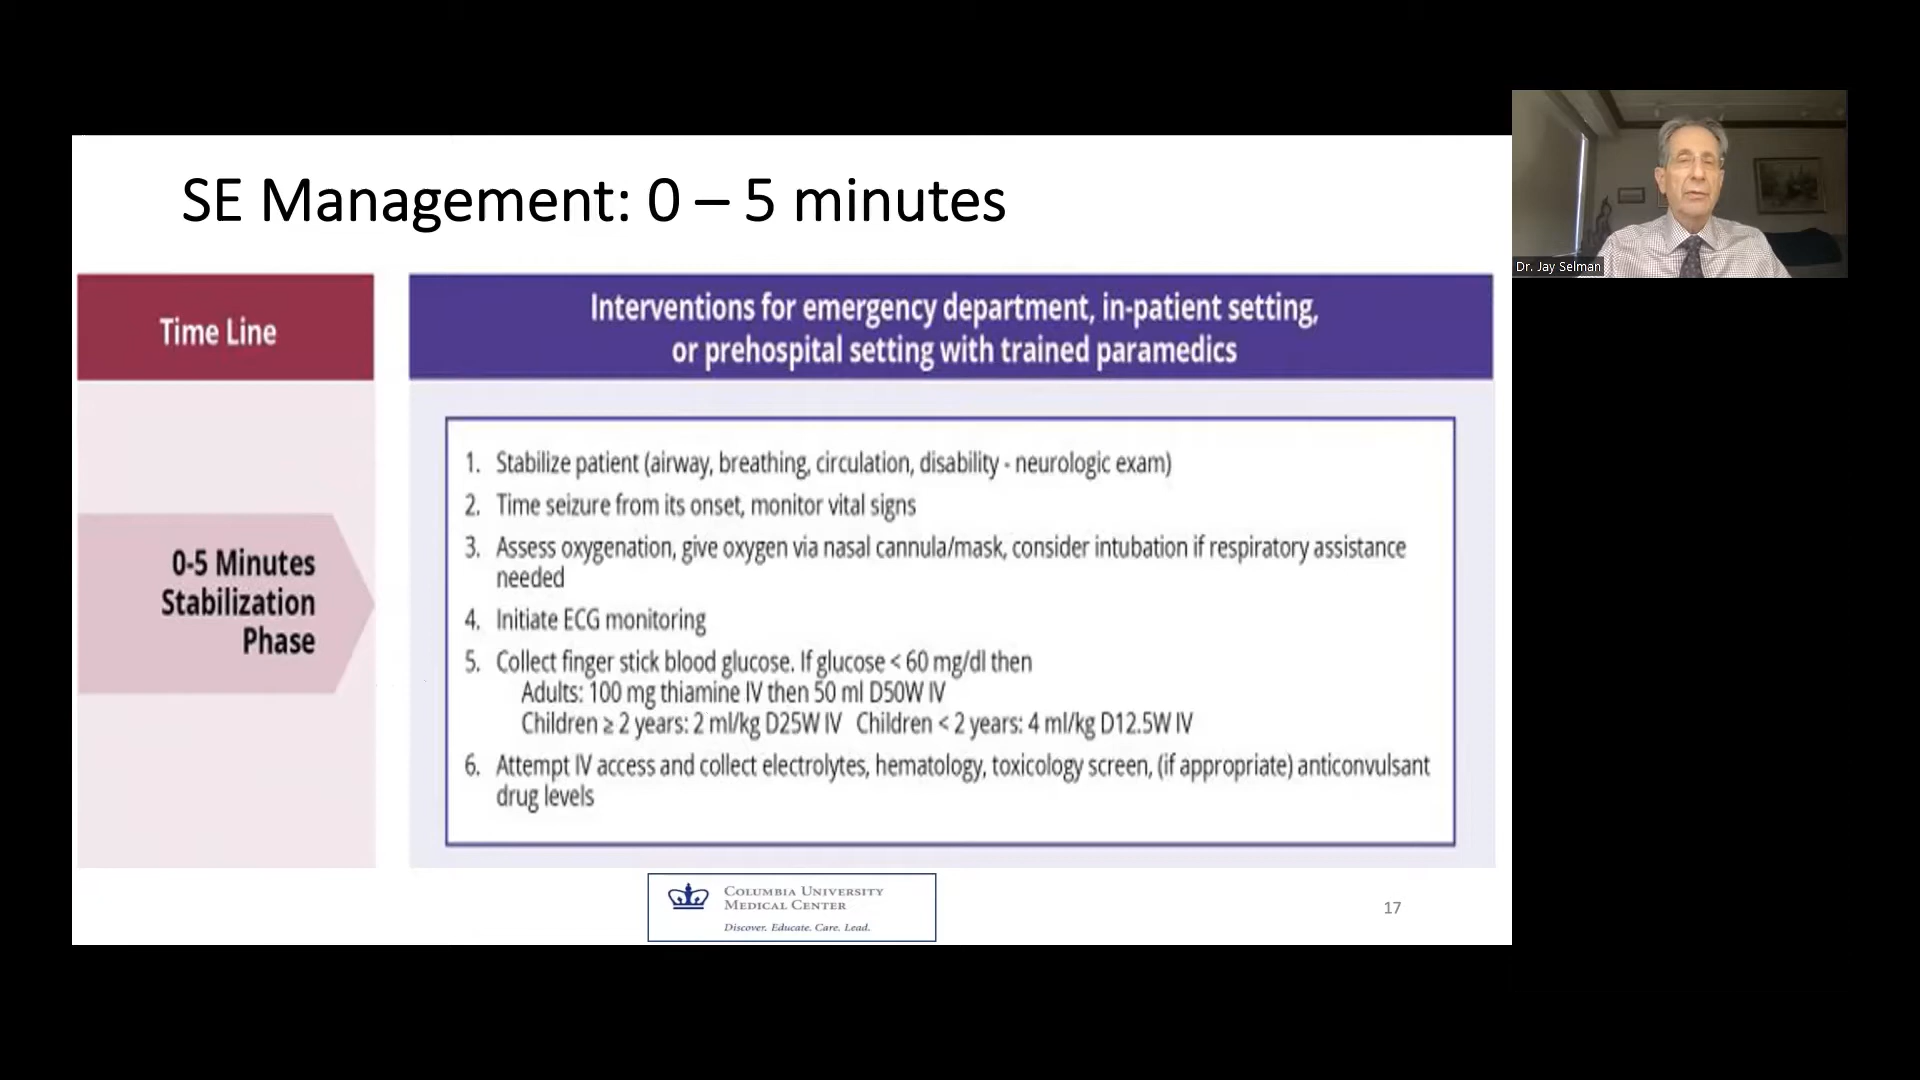 SE Management: 0 – 5 minutes
Time Line
Interventions for emergency department, in-patient setting,
or prehospital setting with trained paramedics
0-5 Minutes
Stabilization
Phase
1. Stabilize patient (airway, breathing, circulation, disability - neurologic exam)
2. Time seizure from its onset, monitor vital signs
3. Assess oxygenation, give oxygen via nasal cannula/mask, consider intubation if respiratory assistance
needed
4. Initiate ECG monitoring
5. Collect finger stick blood glucose. If glucose < 60 mg/dl then
Adults: 100 mg thiamine IV then 50 ml D50W IV
Children ≥ 2 years: 2 ml/kg D25W IV Children < 2 years: 4 ml/kg D12.5W IV
6. Attempt IV access and collect electrolytes, hematology, toxicology screen, (if appropriate) anticonvulsant
drug levels
COLUMBIA UNIVERSITY
MEDICAL CENTER
Discover. Educate. Care. Lead.
17
Dr. Jay Selman